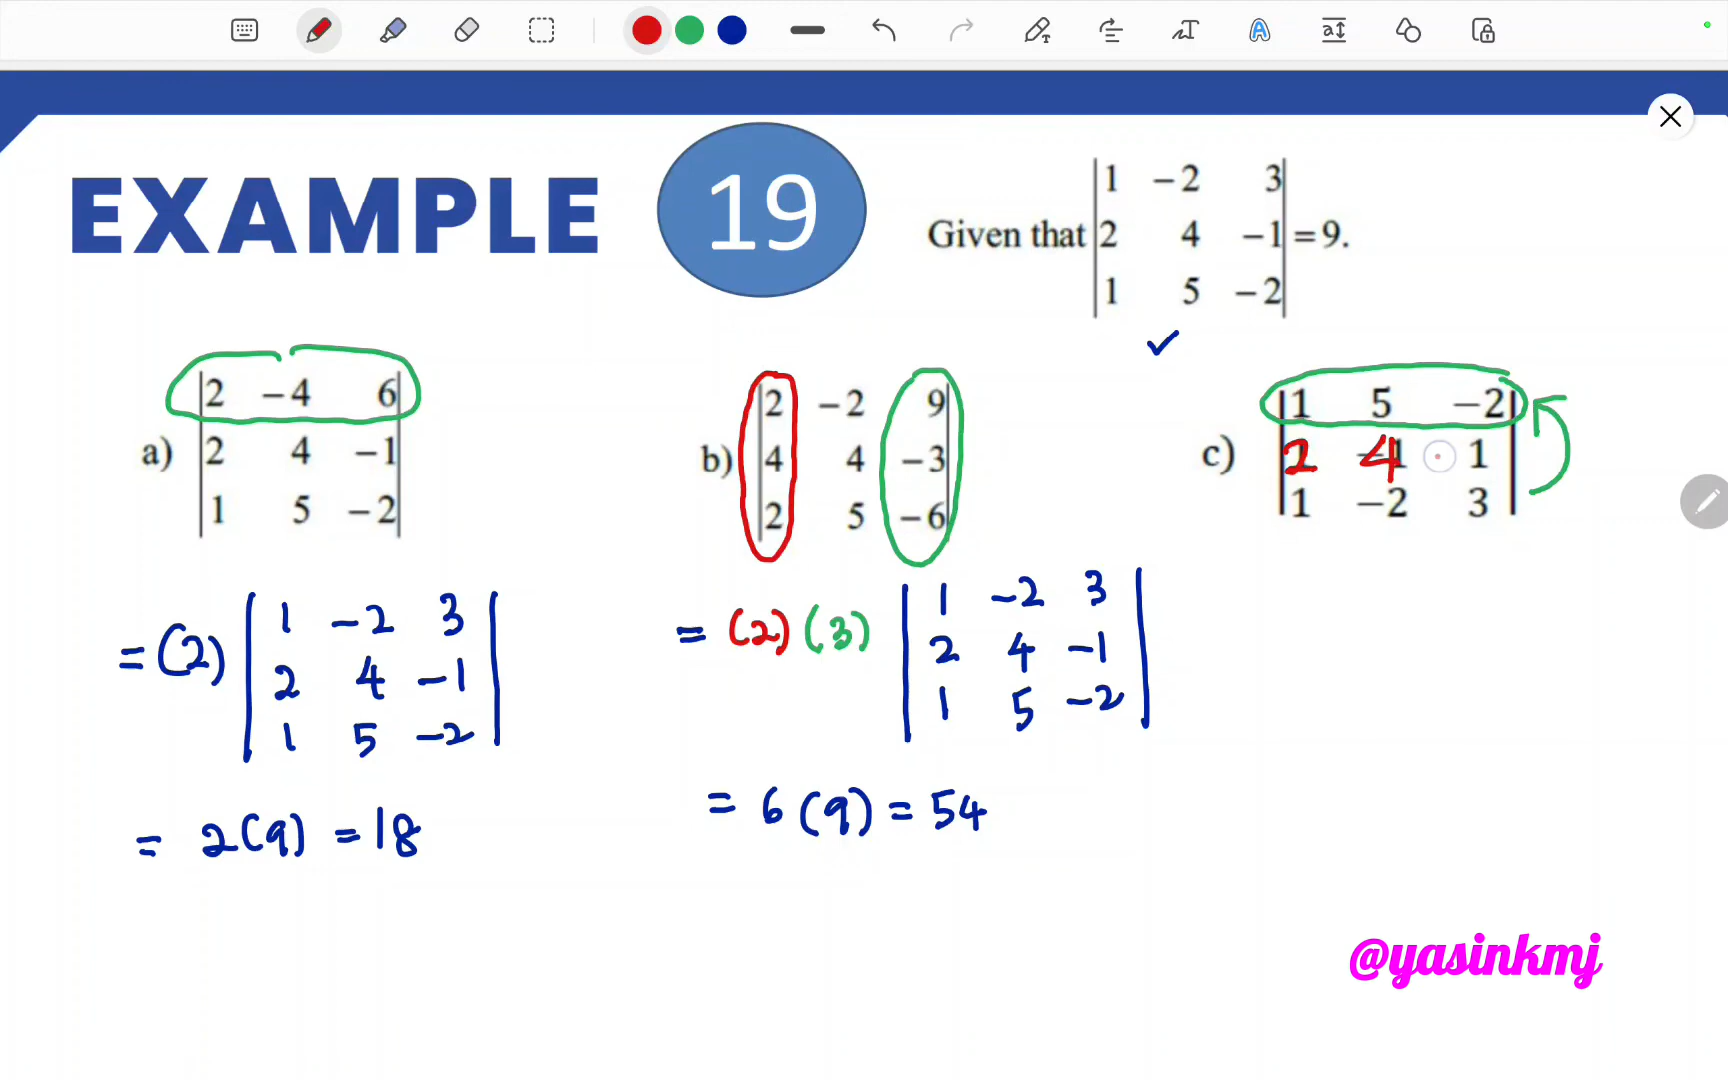 EXAMPLE 19
Given that |1 -2 3|
|2 4 -1| = 9.
|1 5 -2|
✓
a) |2 -4 6|
|2 4 -1|
|1 5 -2|
= (2) |1 -2 3|
|2 4 -1|
|1 5 -2|
= 2(9) = 18
b) |2 -2 9|
|4 4 -3|
|2 5 -6|
= (2)(3) |1 -2 3|
|2 4 -1|
|1 5 -2|
= 6(9) = 54
c) |1 5 -2|
|2 4 1|
|1 -2 3|
@yasinkmj